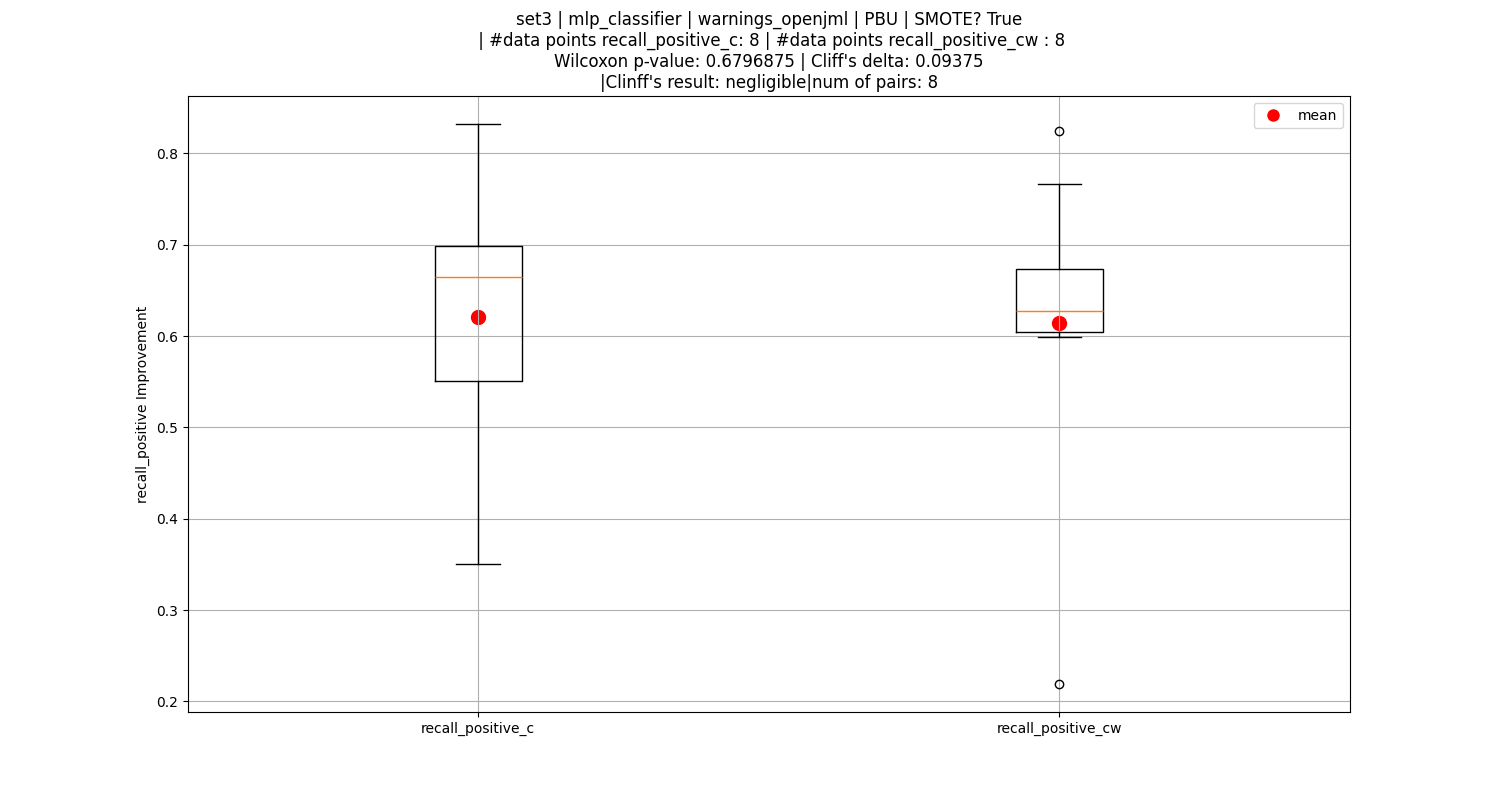 set3 | mlp_classifier | warnings_openjml | PBU | SMOTE? True
| #data points recall_positive_c: 8 | #data points recall_positive_cw : 8
Wilcoxon p-value: 0.6796875 | Cliff's delta: 0.09375
|Clinff's result: negligible|num of pairs: 8
mean
recall_positive Improvement
0.8
0.7
0.6
0.5
0.4
0.3
0.2
recall_positive_c
recall_positive_cw